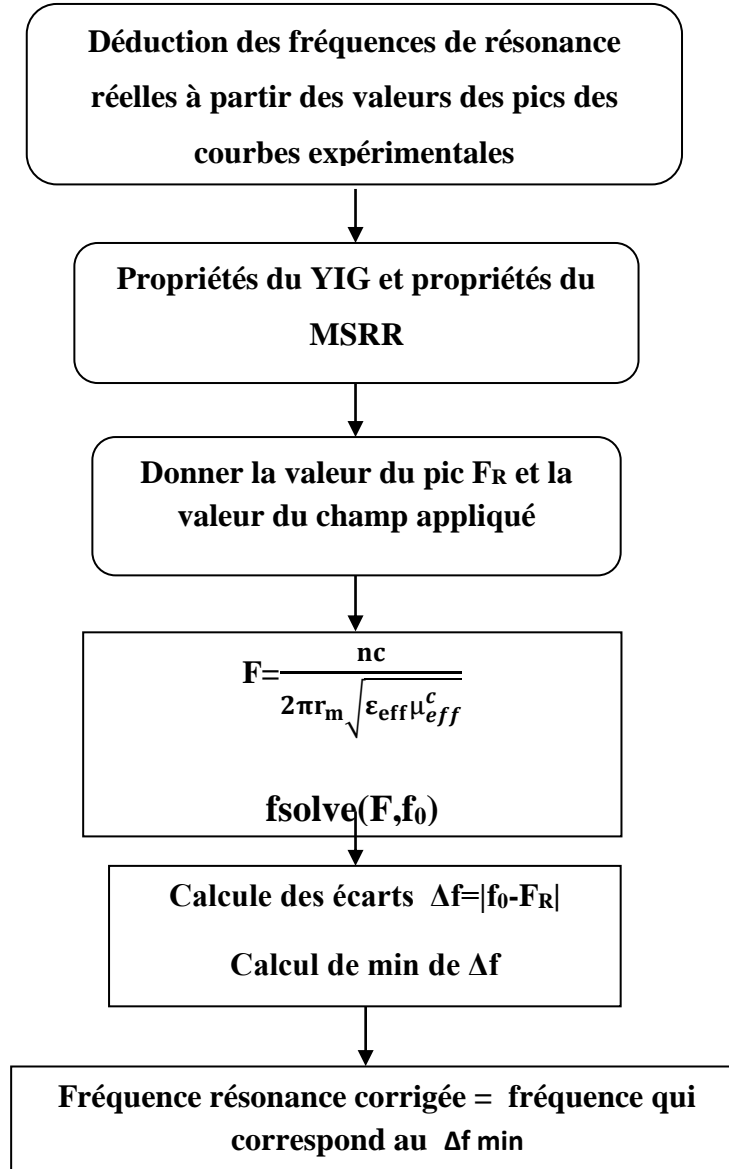 Déduction des fréquences de résonance
réelles à partir des valeurs des pics des
courbes expérimentales
Propriétés du YIG et propriétés du
MSRR
Donner la valeur du pic FR et la
valeur du champ appliqué
F=nc/(2πrm√(εeff μ^c_eff))
fsolve(F,f0)
Calcule des écarts Δf=|f0-FR|
Calcul de min de Δf
Fréquence résonance corrigée = fréquence qui
correspond au Δf min